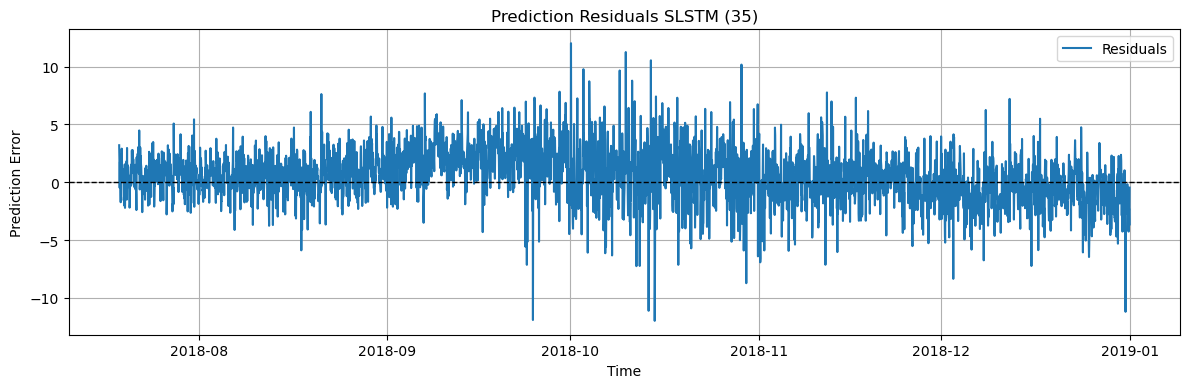 Prediction Residuals SLSTM (35)
Residuals
Prediction Error
10
5
0
−5
−10
2018-08
2018-09
2018-10
2018-11
2018-12
2019-01
Time